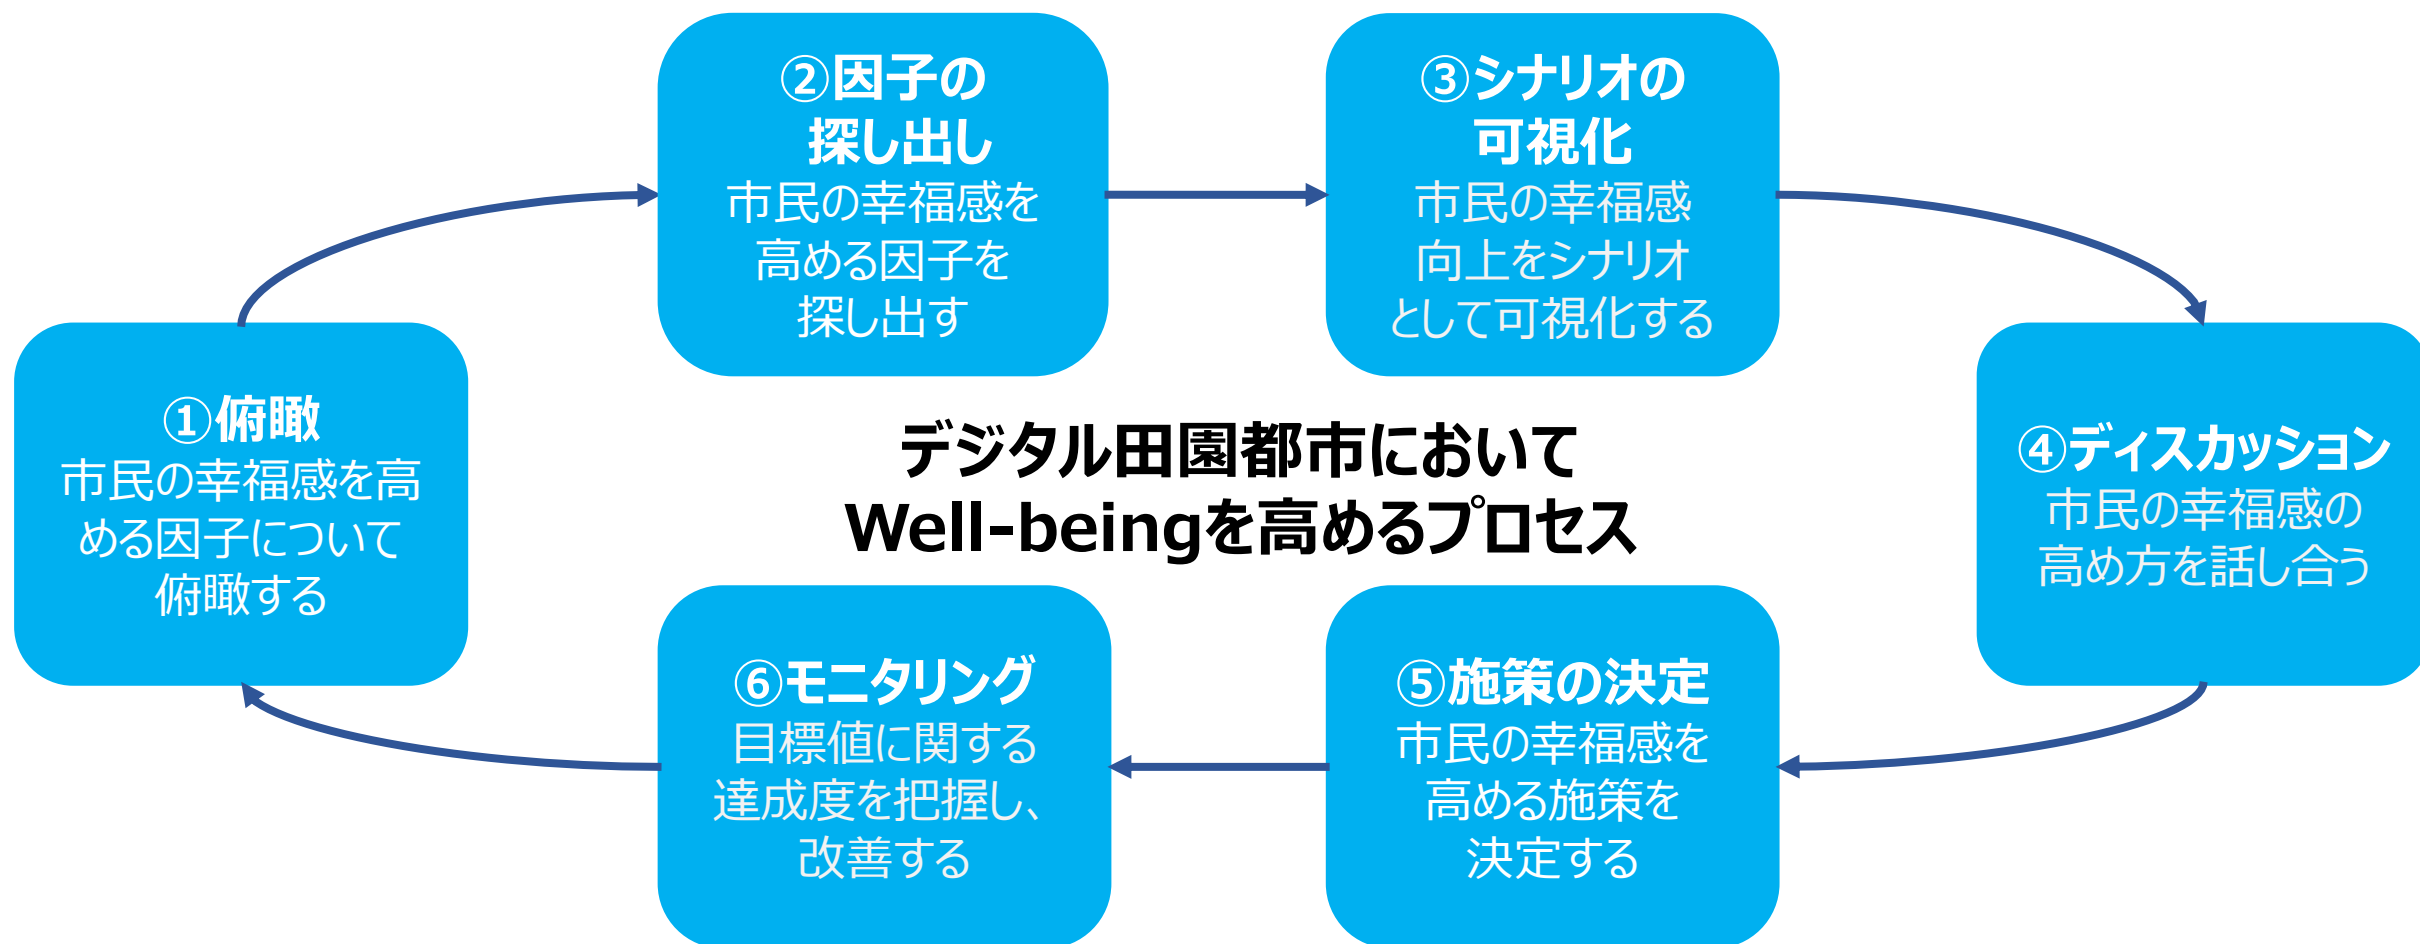 ①俯瞰
市民の幸福感を高
める因子について
俯瞰する
②因子の
探し出し
市民の幸福感を
高める因子を
探し出す
③シナリオの
可視化
市民の幸福感
向上をシナリオ
として可視化する
④ディスカッション
市民の幸福感の
高め方を話し合う
⑤施策の決定
市民の幸福感を
高める施策を
決定する
⑥モニタリング
目標値に関する
達成度を把握し、
改善する
デジタル田園都市において
Well-beingを高めるプロセス